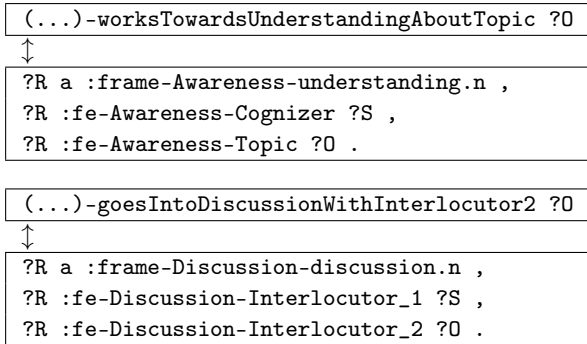 (...)-worksTowardsUnderstandingAboutTopic ?O
↕
?R a :frame-Awareness-understanding.n ,
?R :fe-Awareness-Cognizer ?S ,
?R :fe-Awareness-Topic ?O .
(...)-goesIntoDiscussionWithInterlocutor2 ?O
↕
?R a :frame-Discussion-discussion.n ,
?R :fe-Discussion-Interlocutor_1 ?S ,
?R :fe-Discussion-Interlocutor_2 ?O .